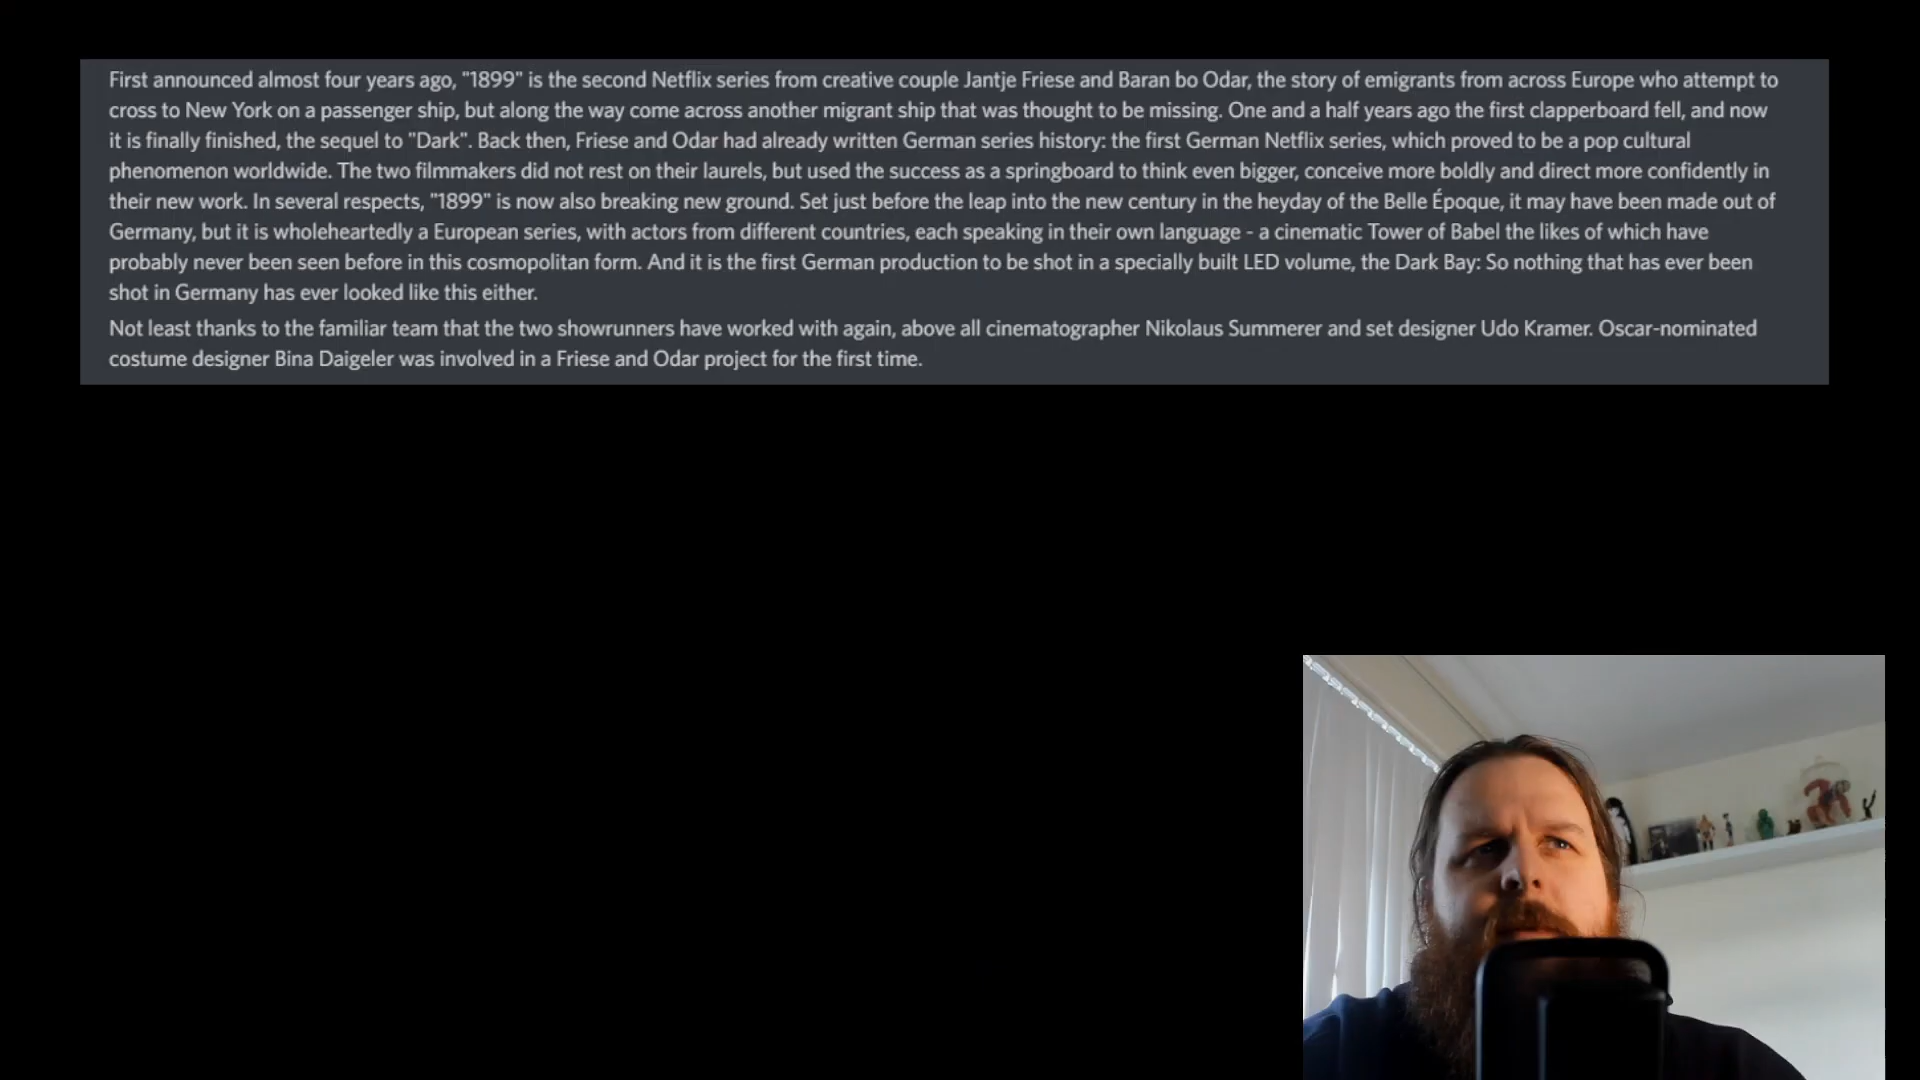 First announced almost four years ago, "1899" is the second Netflix series from creative couple Jantje Friese and Baran bo Odar, the story of emigrants from across Europe who attempt to
cross to New York on a passenger ship, but along the way come across another migrant ship that was thought to be missing. One and a half years ago the first clapperboard fell, and now
it is finally finished, the sequel to "Dark". Back then, Friese and Odar had already written German series history: the first German Netflix series, which proved to be a pop cultural
phenomenon worldwide. The two filmmakers did not rest on their laurels, but used the success as a springboard to think even bigger, conceive more boldly and direct more confidently in
their new work. In several respects, "1899" is now also breaking new ground. Set just before the leap into the new century in the heyday of the Belle Époque, it may have been made out of
Germany, but it is wholeheartedly a European series, with actors from different countries, each speaking in their own language - a cinematic Tower of Babel the likes of which have
probably never been seen before in this cosmopolitan form. And it is the first German production to be shot in a specially built LED volume, the Dark Bay: So nothing that has ever been
shot in Germany has ever looked like this either.
Not least thanks to the familiar team that the two showrunners have worked with again, above all cinematographer Nikolaus Summerer and set designer Udo Kramer. Oscar-nominated
costume designer Bina Daigeler was involved in a Friese and Odar project for the first time.